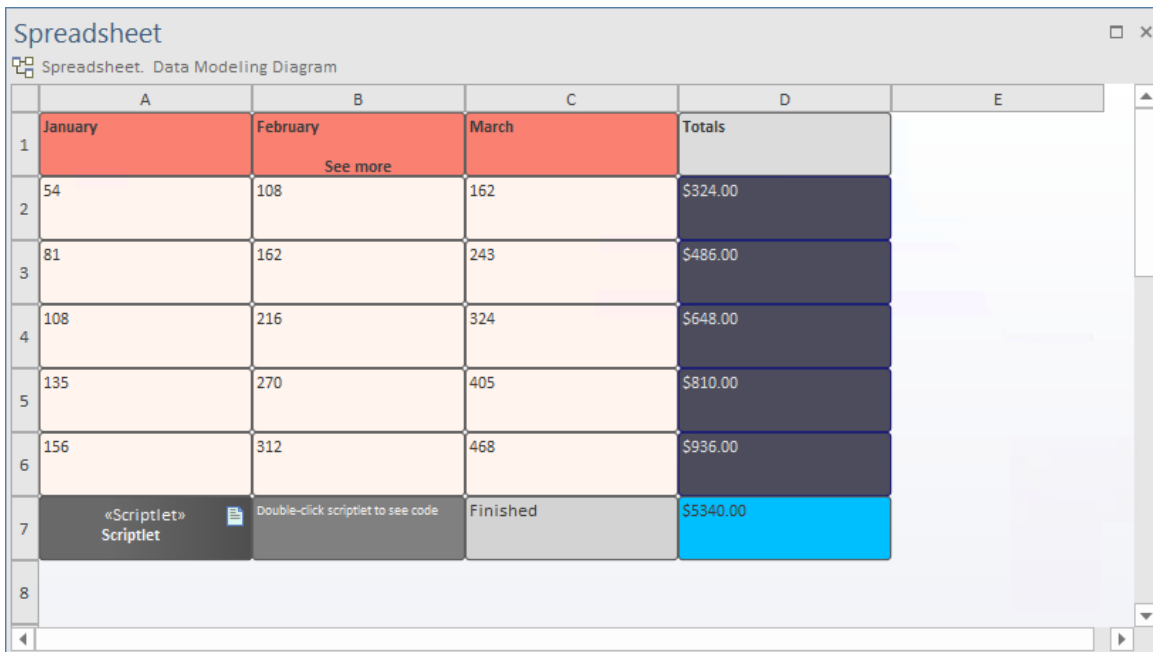 Spreadsheet
Spreadsheet.  Data Modeling Diagram
A B C D E
1 January February March Totals
See more
2 54 108 162 $324.00
3 81 162 243 $486.00
4 108 216 324 $648.00
5 135 270 405 $810.00
6 156 312 468 $936.00
7 «Scriptlet» Double-click scriptlet to see code Finished $5340.00
Scriptlet
8